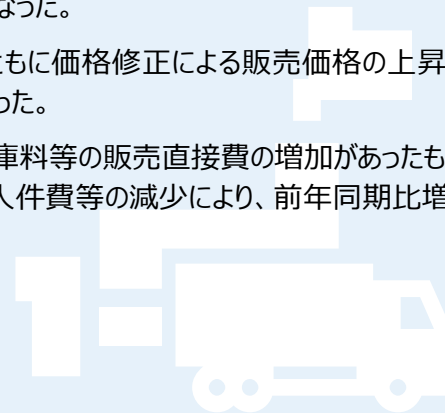 なった。
ともに価格修正による販売価格の上昇
った。
庫料等の販売直接費の増加があったも
人件費等の減少により、前年同期比増